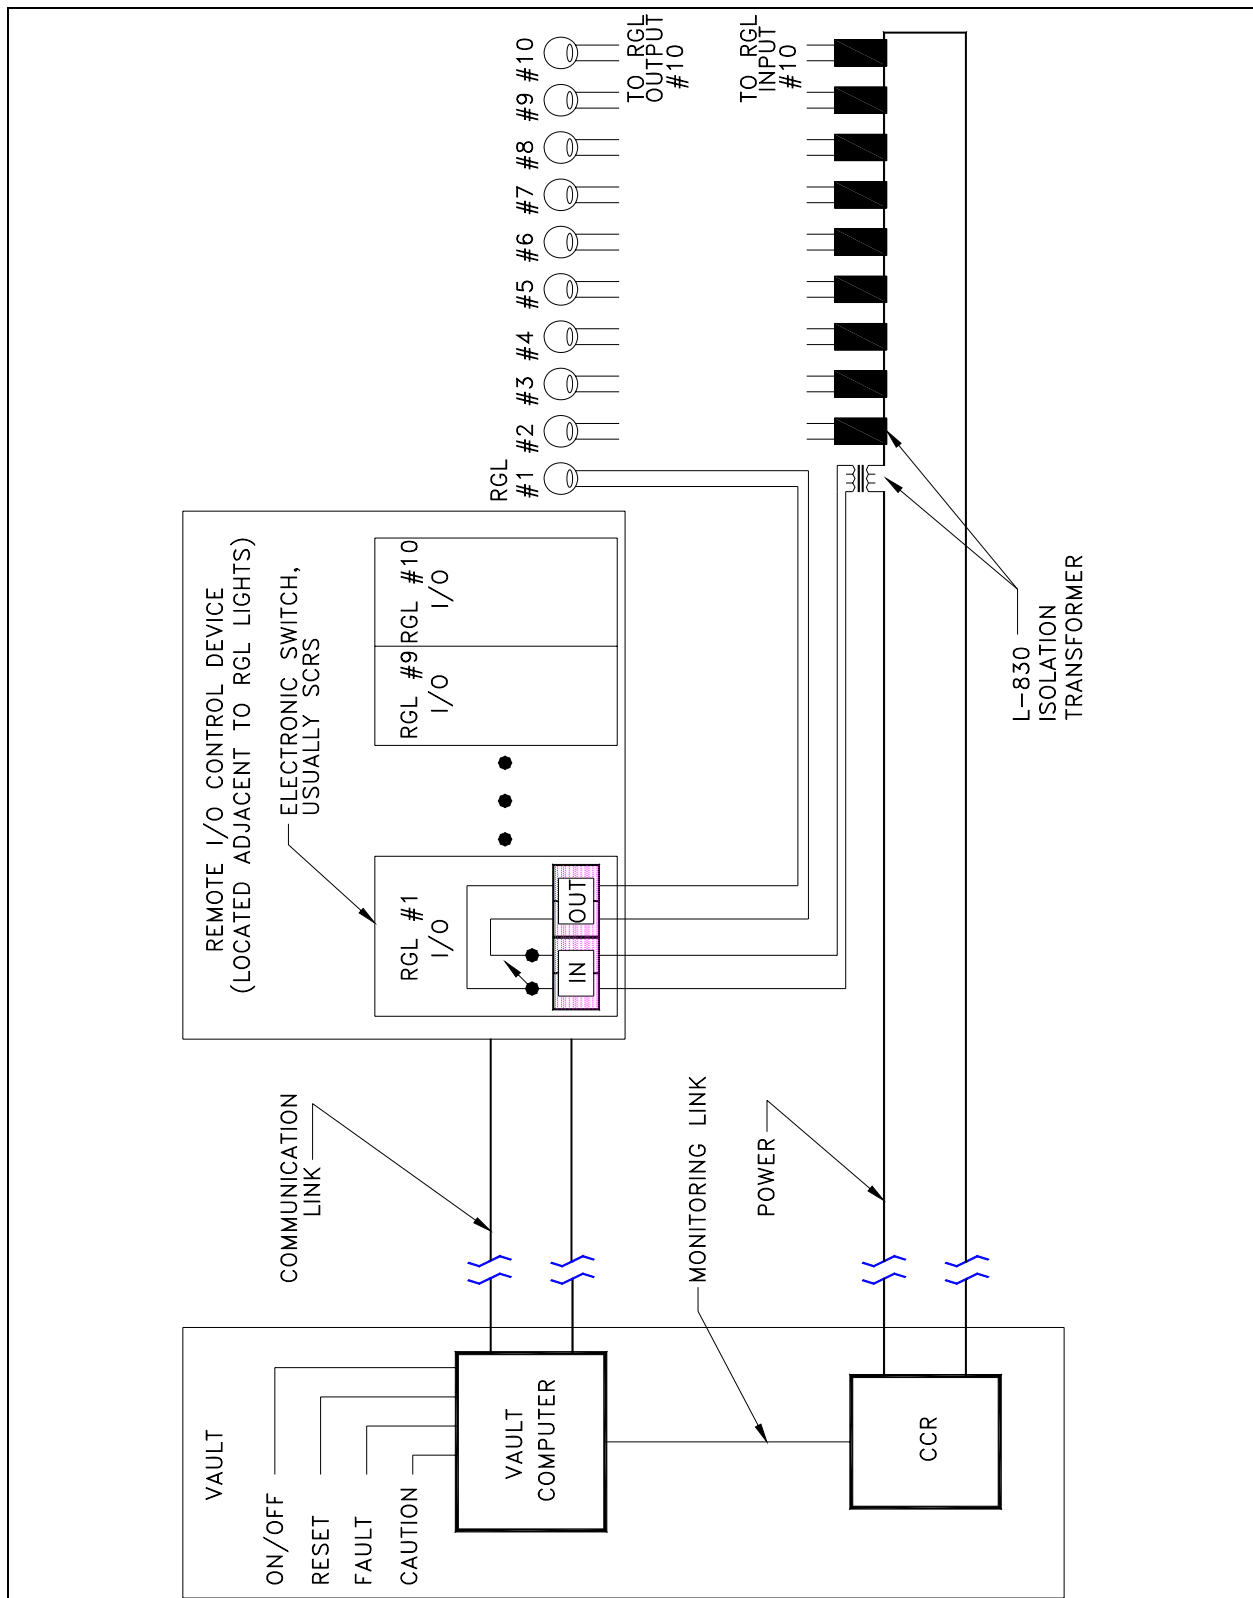 VAULT
ON/OFF
RESET
FAULT
CAUTION
VAULT
COMPUTER
CCR
COMMUNICATION
LINK
MONITORING LINK
POWER
REMOTE I/O CONTROL DEVICE
(LOCATED ADJACENT TO RGL LIGHTS)
ELECTRONIC SWITCH,
USUALLY SCRS
RGL #1
I/O
IN
OUT
RGL #9
I/O
RGL #10
I/O
RGL
#1
#2
#3
#4
#5
#6
#7
#8
#9
#10
TO RGL
OUTPUT
#10
TO RGL
INPUT
#10
L-830
ISOLATION
TRANSFORMER